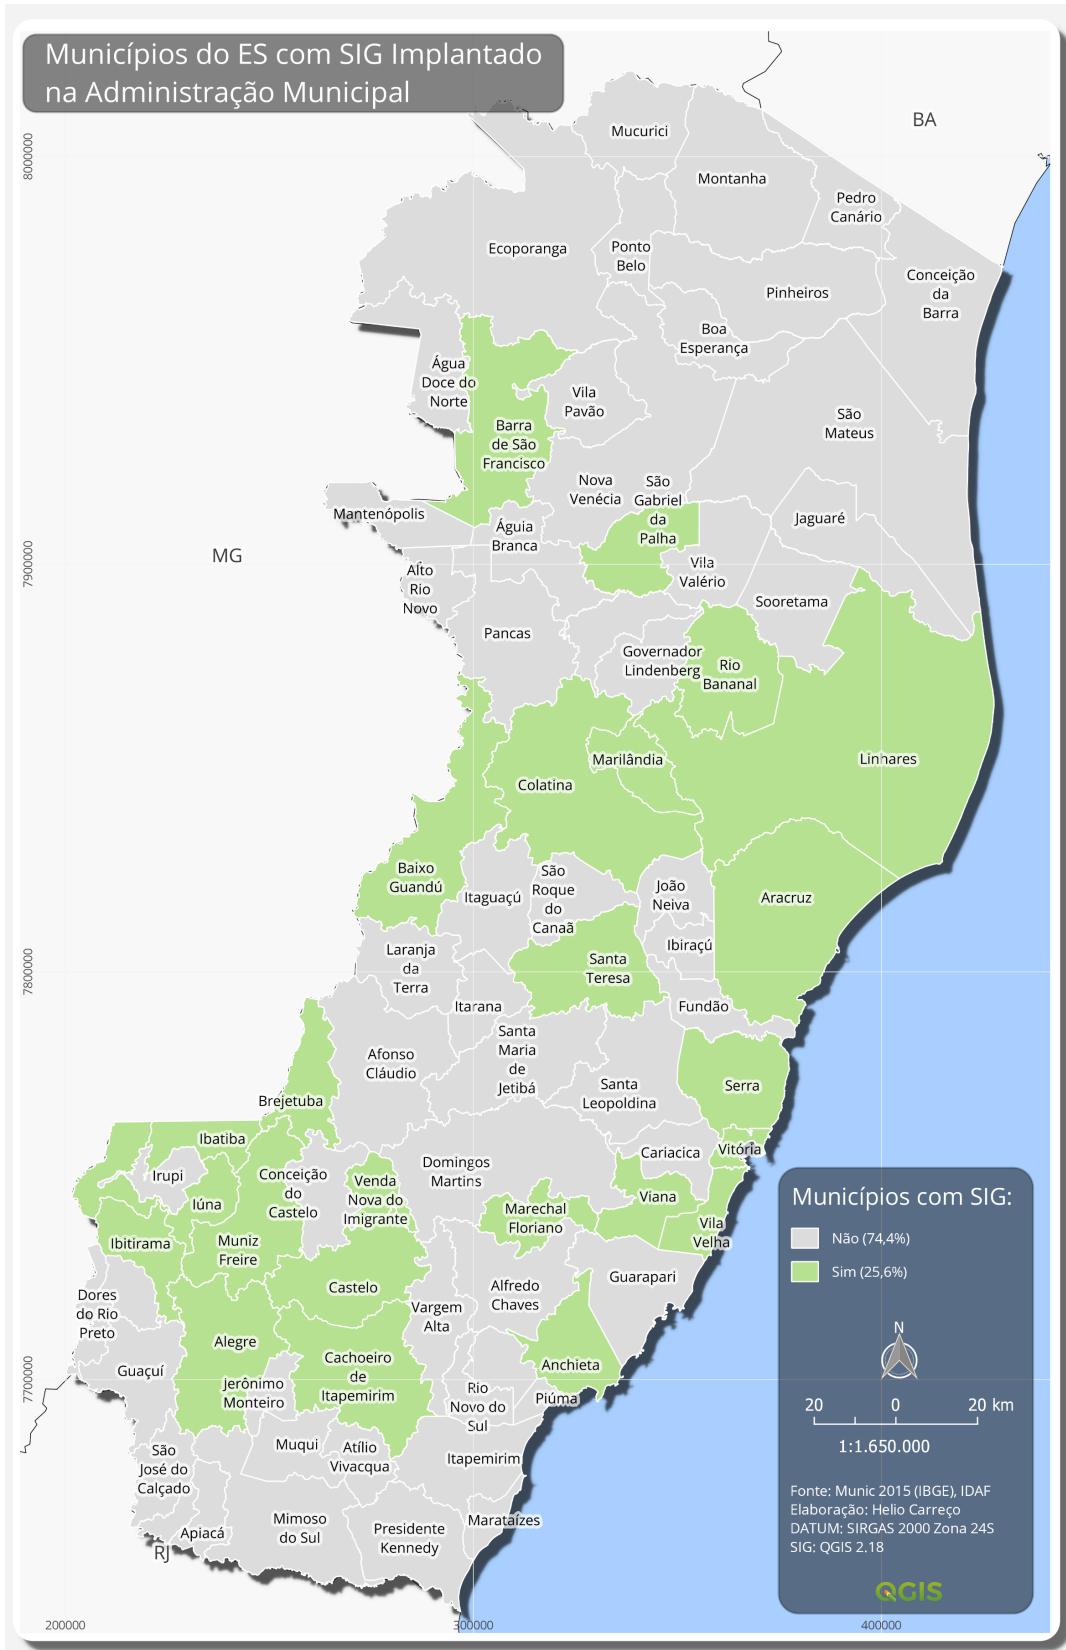 Municípios do ES com SIG Implantado
na Administração Municipal
BA
MG
RJ
8000000
7900000
7800000
7700000
200000
300000
400000
Mucurici
Montanha
Pedro
Canário
Ecoporanga
Ponto
Belo
Conceição
da
Barra
Pinheiros
Boa
Esperança
Água
Doce do
Norte
Vila
Pavão
São
Mateus
Barra
de São
Francisco
Nova
Venécia
São
Gabriel
da
Palha
Mantenópolis
Águia
Branca
Jaguaré
Vila
Valério
Alto
Rio
Novo
Sooretama
Pancas
Governador
Lindenberg
Rio
Bananal
Marilândia
Linhares
Colatina
Baixo
Guandú
Itaguaçú
São
Roque
do
Canaã
João
Neiva
Aracruz
Ibiraçú
Laranja
da
Terra
Santa
Teresa
Itarana
Fundão
Santa
Maria
de
Jetibá
Afonso
Cláudio
Serra
Santa
Leopoldina
Brejetuba
Ibatiba
Vitória
Cariacica
Irupi
Conceição
do
Castelo
Domingos
Martins
Venda
Nova do
Imigrante
Viana
Iúna
Marechal
Floriano
Vila
Velha
Ibitirama
Muniz
Freire
Castelo
Guarapari
Alfredo
Chaves
Dores
do Rio
Preto
Vargem
Alta
Alegre
Guaçuí
Cachoeiro
de
Itapemirim
Anchieta
Jerônimo
Monteiro
Rio
Novo do
Sul
Piúma
Muqui
Atílio
Vivacqua
Itapemirim
São
José do
Calçado
Mimoso
do Sul
Marataízes
Apiacá
Presidente
Kennedy
Municípios com SIG:
Não (74,4%)
Sim (25,6%)
N
20 0 20 km
1:1.650.000
Fonte: Munic 2015 (IBGE), IDAF
Elaboração: Helio Carreço
DATUM: SIRGAS 2000 Zona 24S
SIG: QGIS 2.18
QGIS